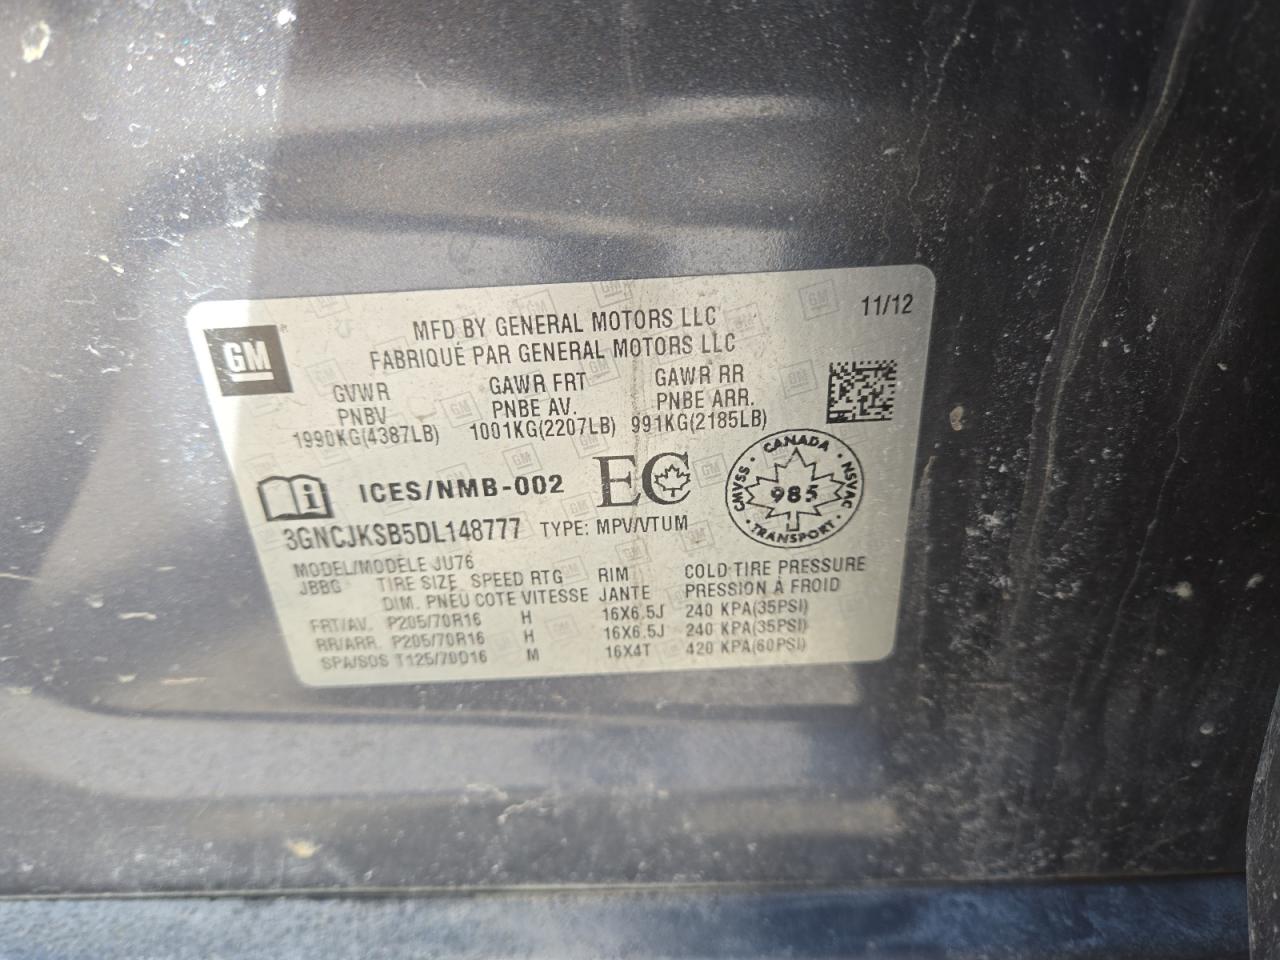 GM
11/12
MFD BY GENERAL MOTORS LLC
FABRIQUÉ PAR GENERAL MOTORS LLC
GVWR GAWR FRT GAWR RR
PNBV PNBE AV. PNBE ARR.
1990KG(4387LB) 1001KG(2207LB) 991KG(2185LB)
ICES/NMB-002 EC
CANADA
CMVSS 985 NSVAC
TRANSPORT
3GNCJKSB5DL148777 TYPE: MPV/VTUM
MODEL/MODÈLE JU76
JBBG TIRE SIZE SPEED RTG RIM COLD TIRE PRESSURE
DIM. PNEU COTE VITESSE JANTE PRESSION À FROID
FRT/AV. P205/70R16 H 16X6.5J 240 KPA(35PSI)
RR/ARR. P205/70R16 H 16X6.5J 240 KPA(35PSI)
SPA/SOS T125/70D16 M 16X4T 420 KPA(60PSI)